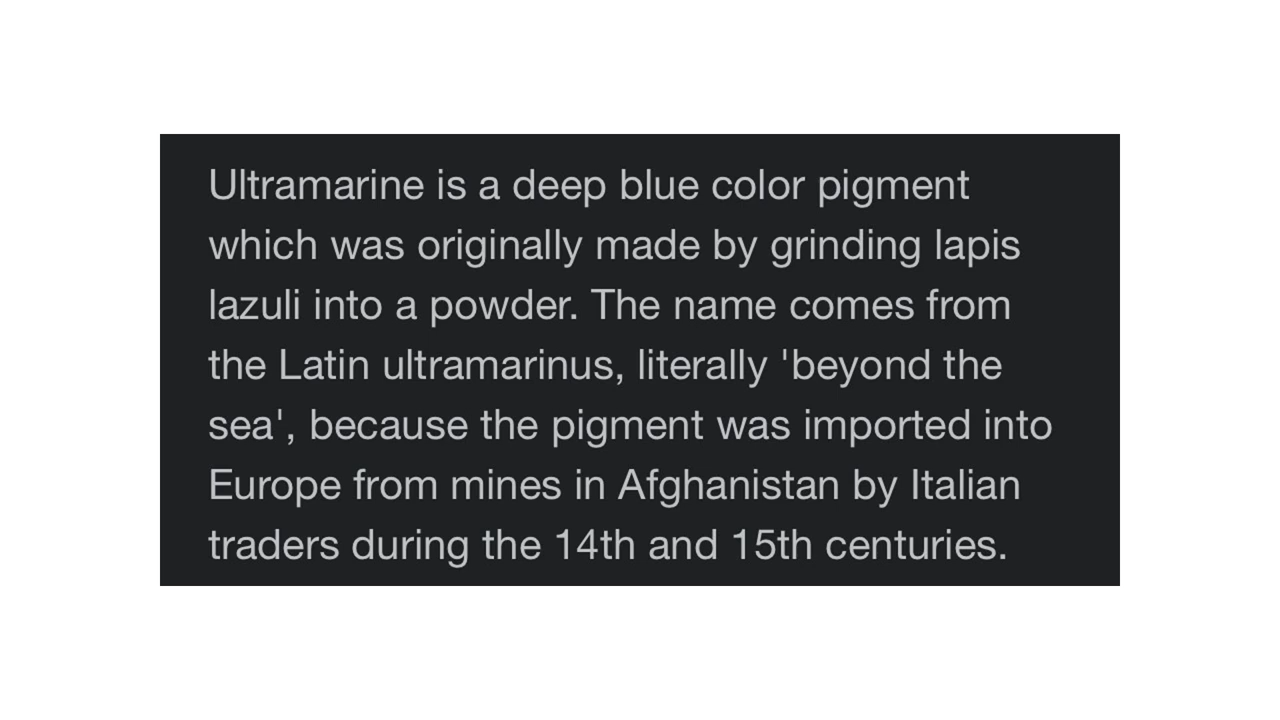 Ultramarine is a deep blue color pigment
which was originally made by grinding lapis
lazuli into a powder. The name comes from
the Latin ultramarinus, literally 'beyond the
sea', because the pigment was imported into
Europe from mines in Afghanistan by Italian
traders during the 14th and 15th centuries.